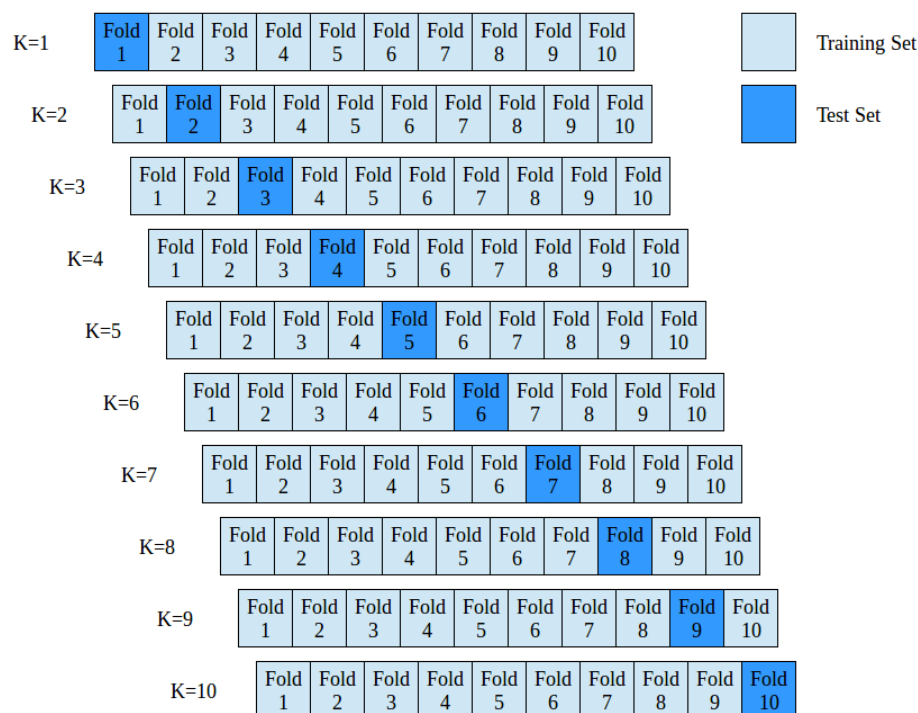 K=1 Fold 1 Fold 2 Fold 3 Fold 4 Fold 5 Fold 6 Fold 7 Fold 8 Fold 9 Fold 10 Training Set
K=2 Fold 1 Fold 2 Fold 3 Fold 4 Fold 5 Fold 6 Fold 7 Fold 8 Fold 9 Fold 10 Test Set
K=3 Fold 1 Fold 2 Fold 3 Fold 4 Fold 5 Fold 6 Fold 7 Fold 8 Fold 9 Fold 10
K=4 Fold 1 Fold 2 Fold 3 Fold 4 Fold 5 Fold 6 Fold 7 Fold 8 Fold 9 Fold 10
K=5 Fold 1 Fold 2 Fold 3 Fold 4 Fold 5 Fold 6 Fold 7 Fold 8 Fold 9 Fold 10
K=6 Fold 1 Fold 2 Fold 3 Fold 4 Fold 5 Fold 6 Fold 7 Fold 8 Fold 9 Fold 10
K=7 Fold 1 Fold 2 Fold 3 Fold 4 Fold 5 Fold 6 Fold 7 Fold 8 Fold 9 Fold 10
K=8 Fold 1 Fold 2 Fold 3 Fold 4 Fold 5 Fold 6 Fold 7 Fold 8 Fold 9 Fold 10
K=9 Fold 1 Fold 2 Fold 3 Fold 4 Fold 5 Fold 6 Fold 7 Fold 8 Fold 9 Fold 10
K=10 Fold 1 Fold 2 Fold 3 Fold 4 Fold 5 Fold 6 Fold 7 Fold 8 Fold 9 Fold 10